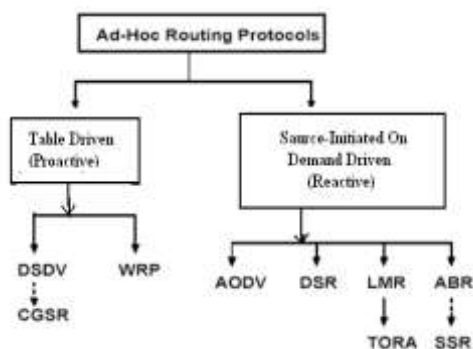 Ad-Hoc Routing Protocols
Table Driven
(Proactive)
Saurce-Initiated On
Demand Driven
(Reactive)
DSDV
WRP
AODV
DSR
LMR
ABR
CGSR
TORA
SSR